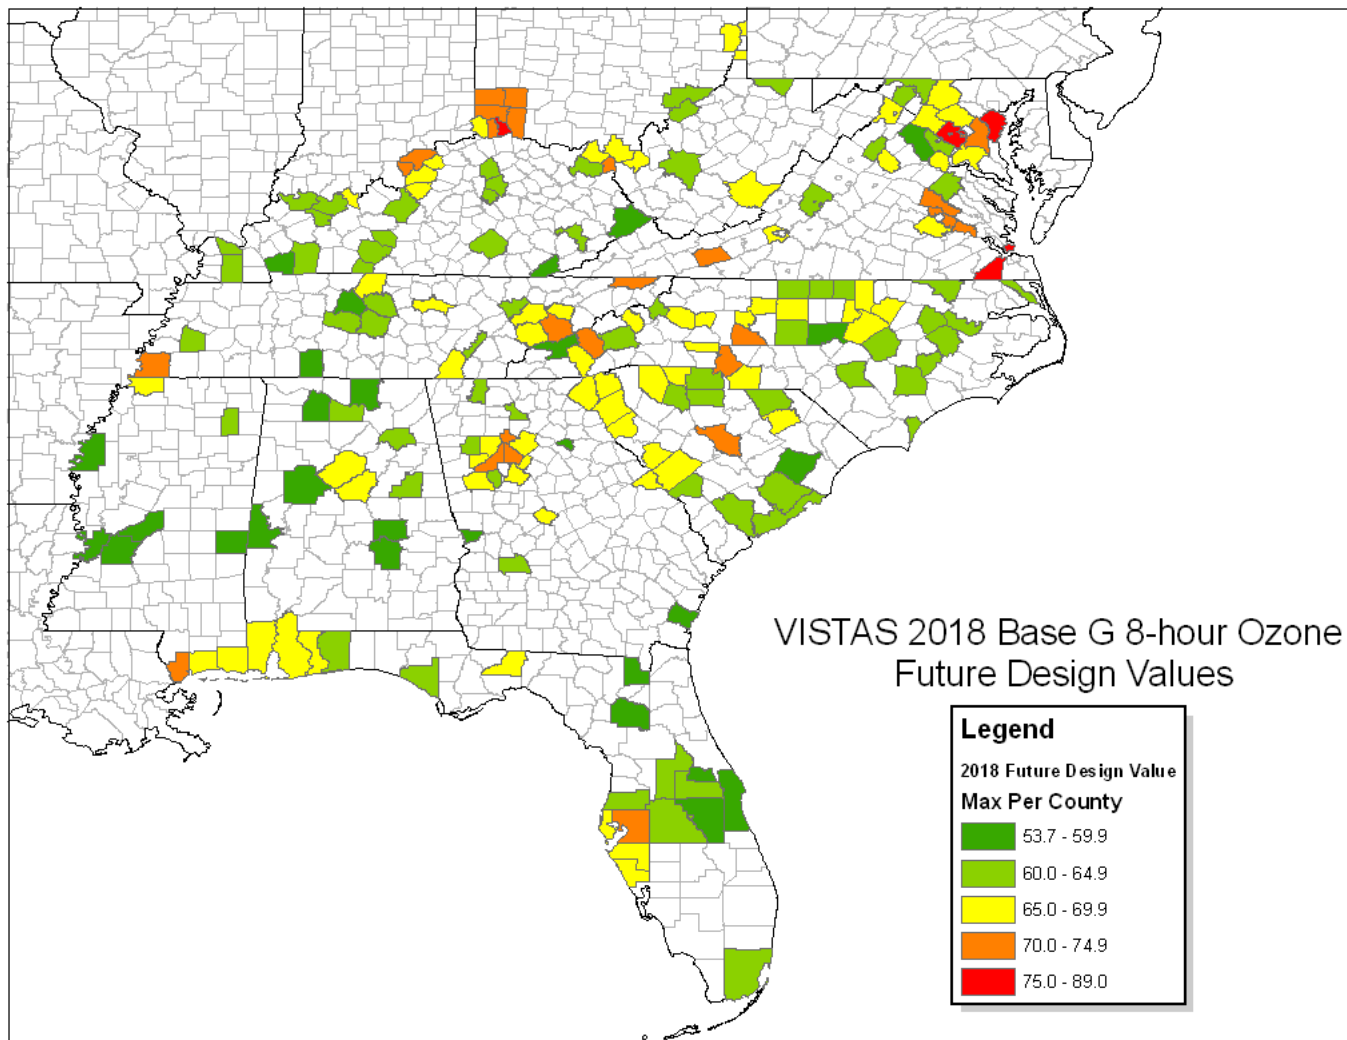 VISTAS 2018 Base G 8-hour Ozone
Future Design Values
Legend
2018 Future Design Value
Max Per County
53.7 - 59.9
60.0 - 64.9
65.0 - 69.9
70.0 - 74.9
75.0 - 89.0